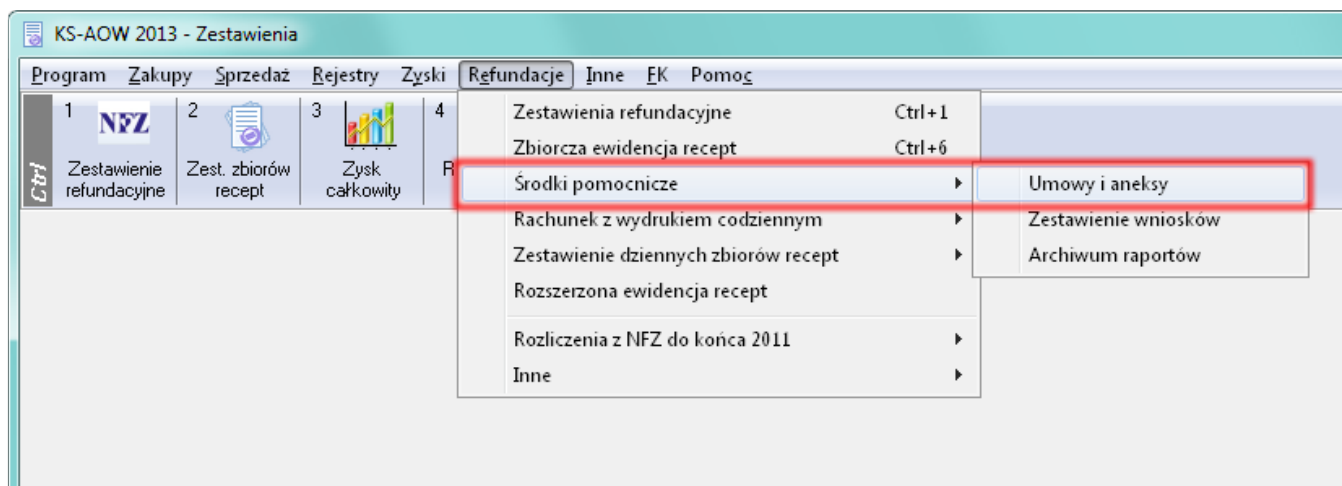 KS-AOW 2013 - Zestawienia
Program Zakupy Sprzedaż Rejestry Zyski Refundacje Inne FK Pomoc
Ctrl
1 NFZ Zestawienie refundacyjne
2 Zest. zbiorów recept
3 Zysk całkowity
4 R
Zestawienia refundacyjne Ctrl+1
Zbiorcza ewidencja recept Ctrl+6
Środki pomocnicze
Rachunek z wydrukiem codziennym
Zestawienie dziennych zbiorów recept
Rozszerzona ewidencja recept
Rozliczenia z NFZ do końca 2011
Inne
Umowy i aneksy
Zestawienie wniosków
Archiwum raportów